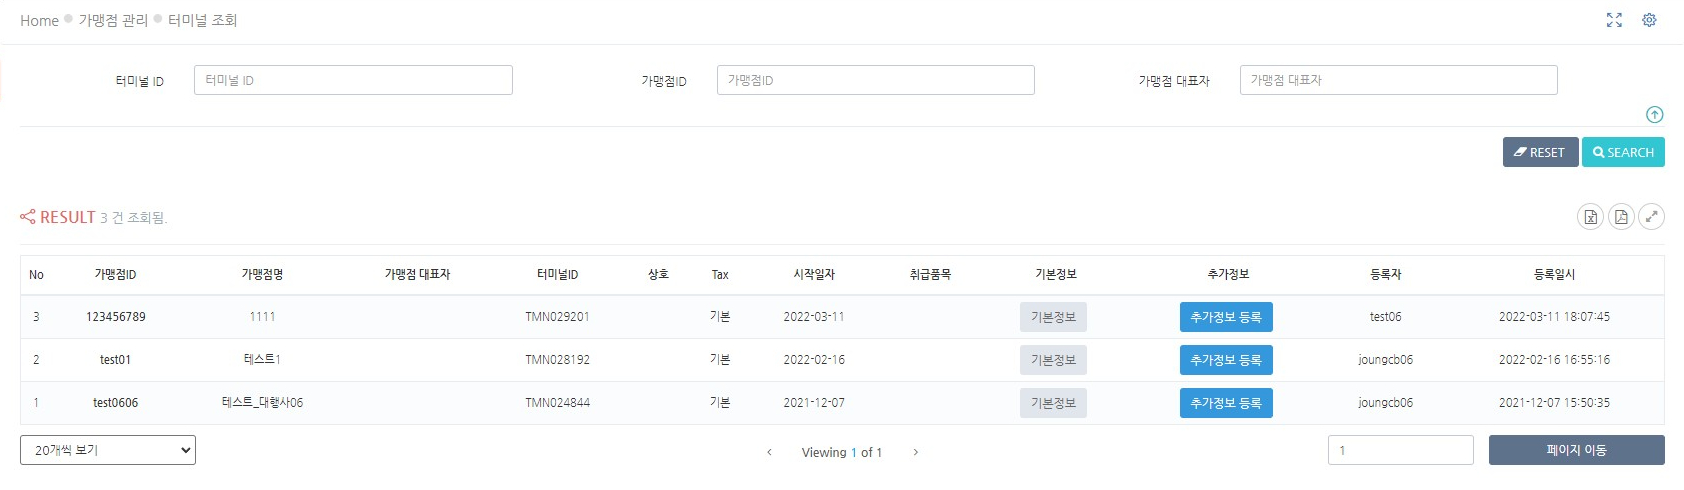 Home 가맹점 관리 터미널 조회
터미널 ID 터미널 ID 가맹점ID 가맹점ID 가맹점 대표자 가맹점 대표자
RESET SEARCH
RESULT 3 건 조회됨.
No 가맹점ID 가맹점명 가맹점 대표자 터미널ID 상호 Tax 시작일자 취급품목 기본정보 추가정보 등록자 등록일시
3 123456789 1111 TMN029201 기본 2022-03-11 기본정보 추가정보 등록 test06 2022-03-11 18:07:45
2 test01 테스트1 TMN028192 기본 2022-02-16 기본정보 추가정보 등록 joungcb06 2022-02-16 16:55:16
1 test0606 테스트_대행사06 TMN024844 기본 2021-12-07 기본정보 추가정보 등록 joungcb06 2021-12-07 15:50:35
20개씩 보기 Viewing 1 of 1 1 페이지 이동